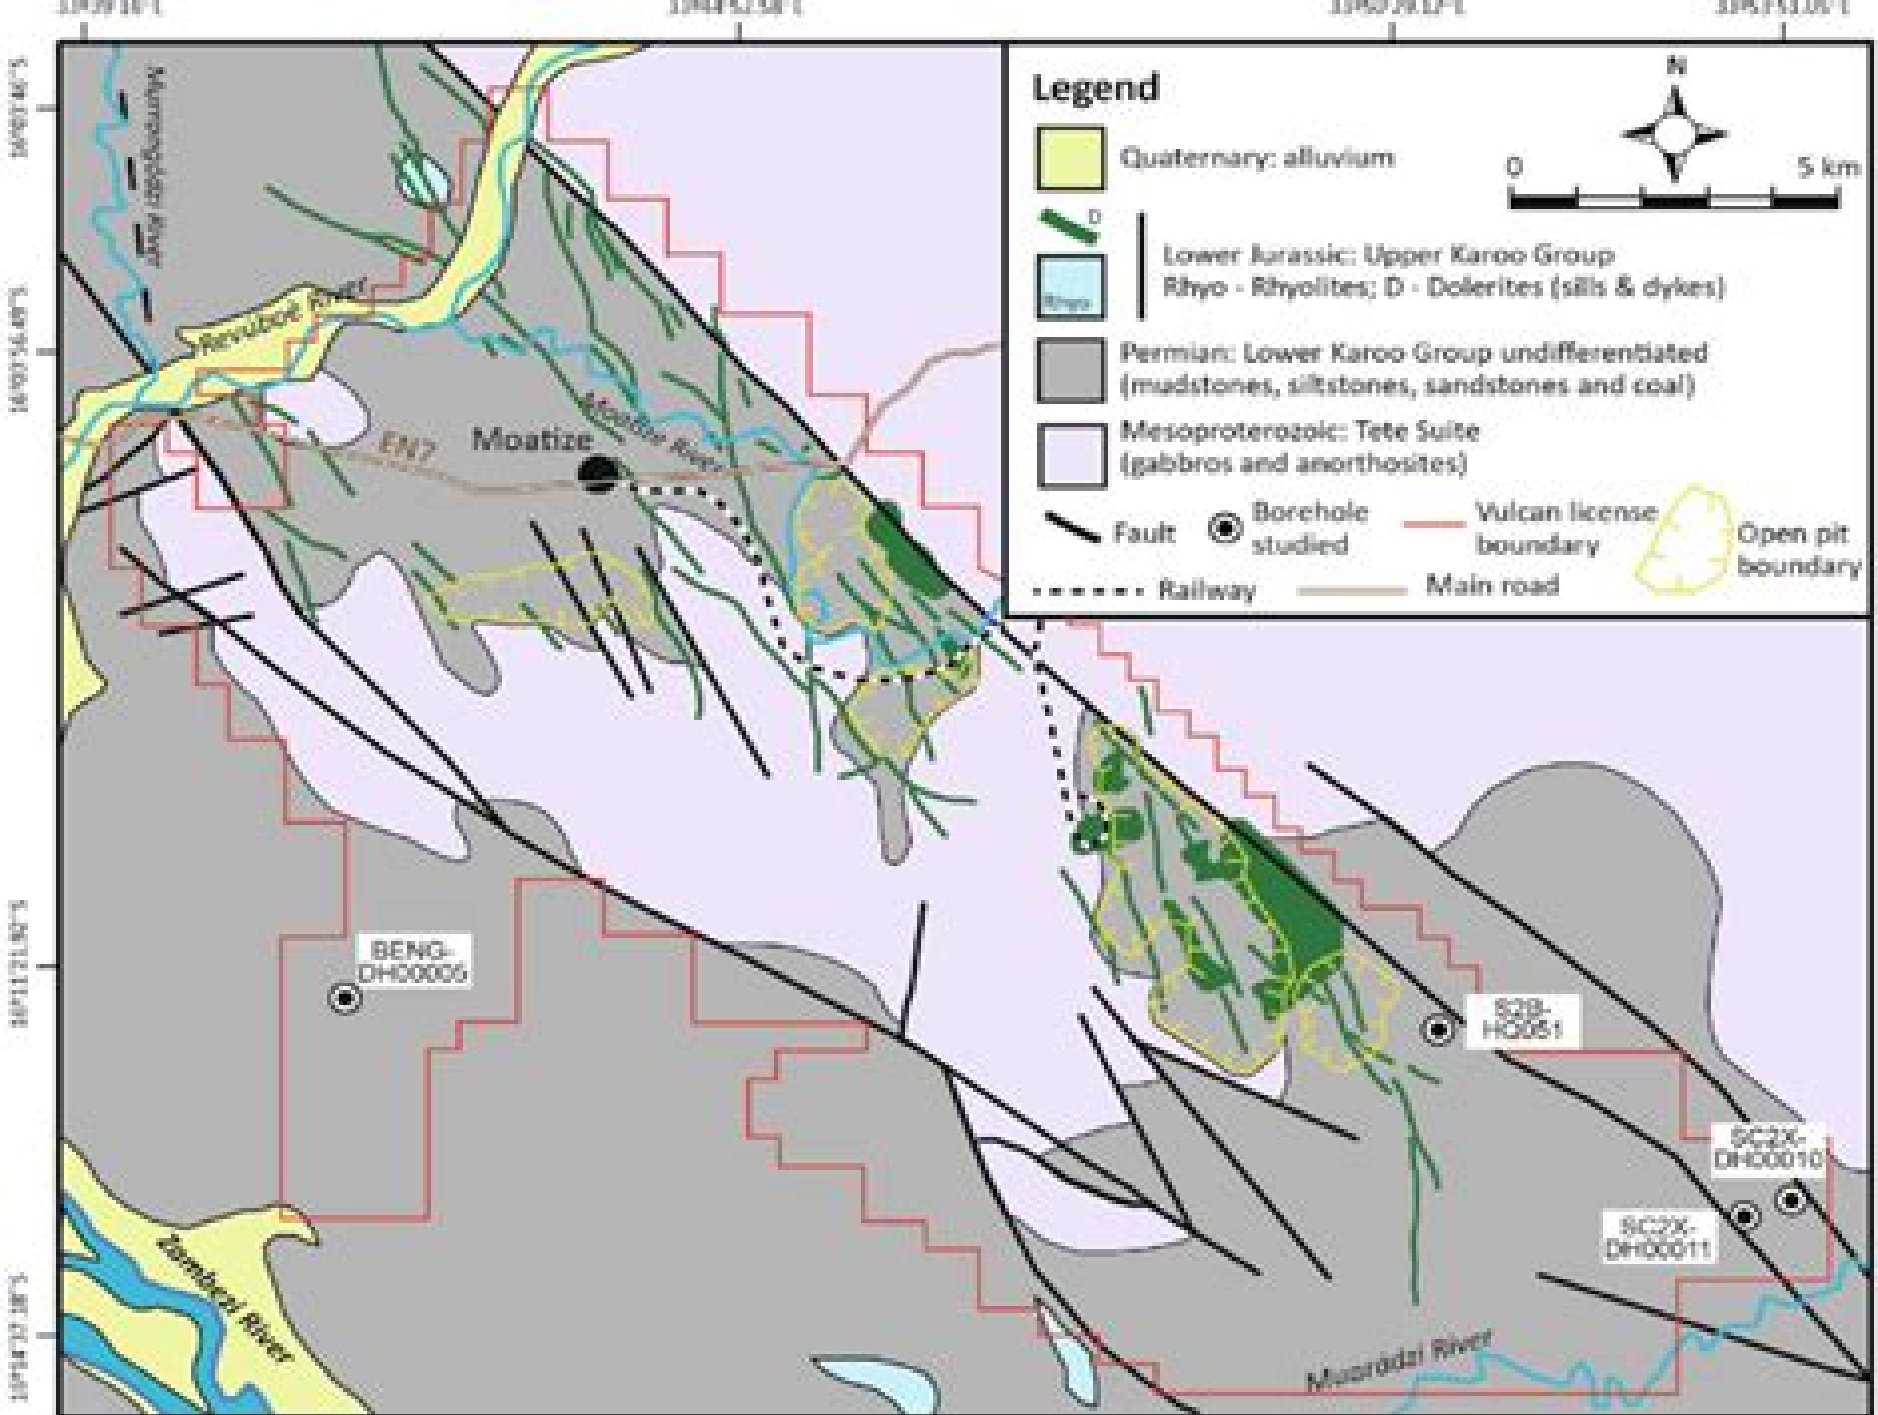 Legend
N
0
5 km
Quaternary: alluvium
D
Rhyo
Lower Jurassic: Upper Karoo Group
Rhyo - Rhyolites; D - Dolerites (sills & dykes)
Permian: Lower Karoo Group undifferentiated
(mudstones, siltstones, sandstones and coal)
Mesoproterozoic: Tete Suite
(gabbros and anorthosites)
Fault
Borehole
studied
Vulcan license
boundary
Open pit
boundary
Railway
Main road
River
Revuboe River
EN7
Moatize
Moatize River
BENG-
DH00005
S2B-
HQ051
SC2X-
DH00010
SC2X-
DH00011
Zambezi River
Muarádzi River